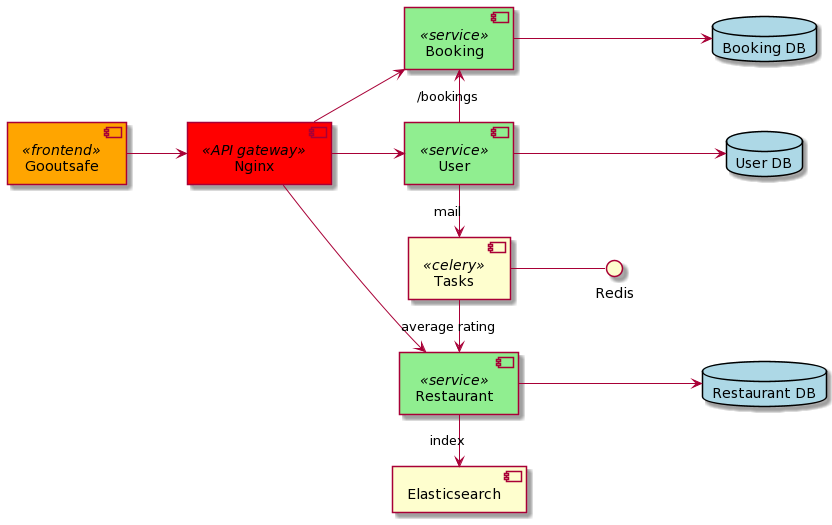 «service»
Booking
Booking DB
/bookings
«frontend»
Gooutsafe
«API gateway»
Nginx
«service»
User
User DB
mail
«celery»
Tasks
Redis
average rating
«service»
Restaurant
Restaurant DB
index
Elasticsearch